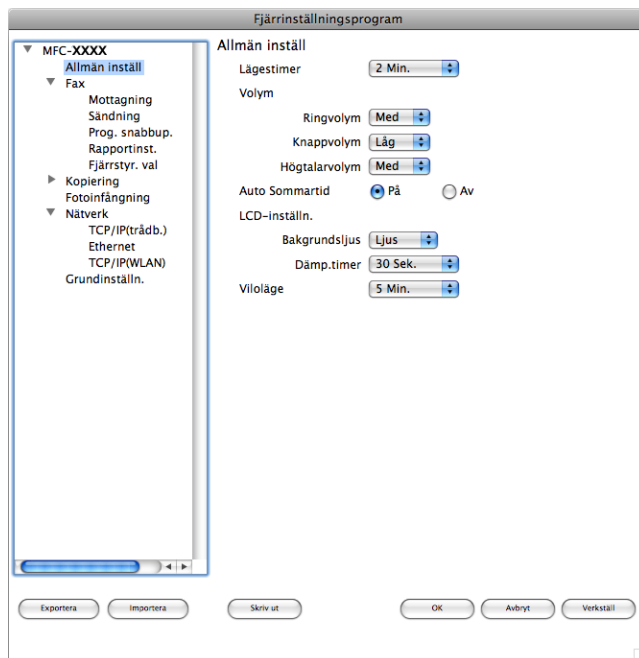 Fjärrinställningsprogram
MFC-XXXX
Allmän inställ
Fax
Mottagning
Sändning
Prog. snabbup.
Rapportinst.
Fjärrstyr. val
Kopiering
Fotoinfångning
Nätverk
TCP/IP(trådb.)
Ethernet
TCP/IP(WLAN)
Grundinställn.
Allmän inställ
Lägestimer 2 Min.
Volym
Ringvolym Med
Knappvolym Låg
Högtalarvolym Med
Auto Sommartid På Av
LCD-inställn.
Bakgrundsljus Ljus
Dämp.timer 30 Sek.
Viloläge 5 Min.
Exportera Importera Skriv ut OK Avbryt Verkställ